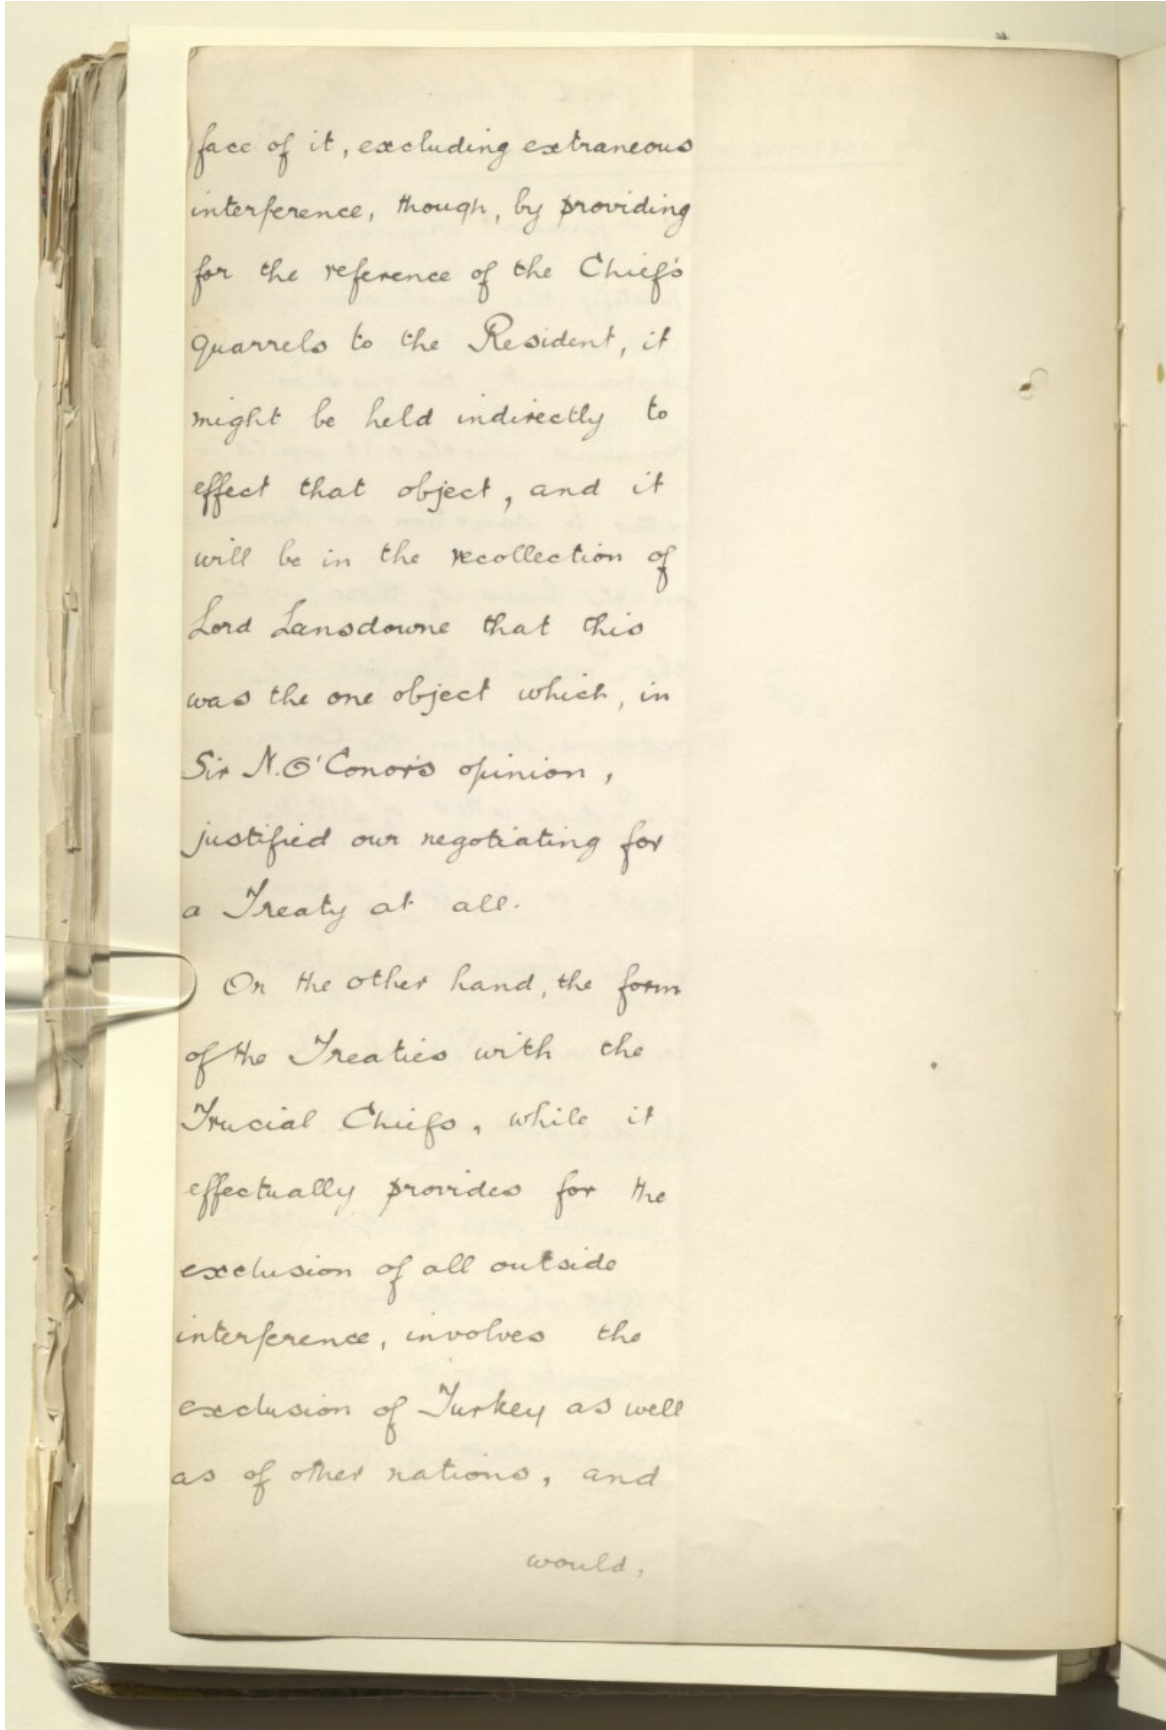 face of it, excluding extraneous
interference, though, by providing
for the reference of the Chief's
quarrels to the Resident, it
might be held indirectly to
effect that object, and it
will be in the recollection of
Lord Lansdowne that this
was the one object which, in
Sir N. O'Conor's opinion,
justified our negotiating for
a Treaty at all.
On the other hand, the form
of the Treaties with the
Trucial Chiefs, while it
effectually provides for the
exclusion of all outside
interference, involves the
exclusion of Turkey as well
as of other nations, and
would,